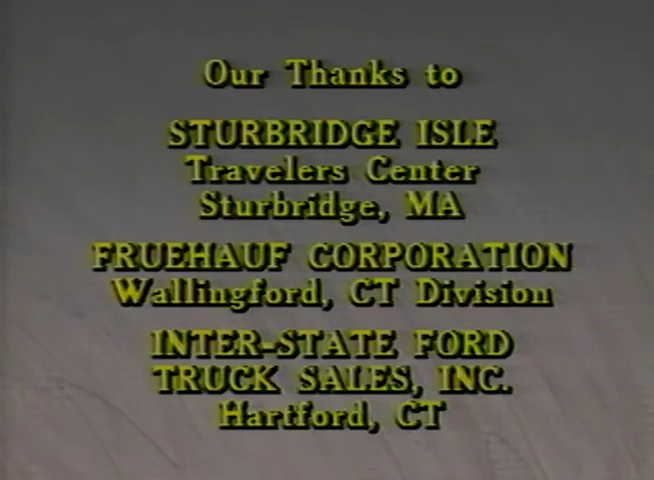 Our Thanks to
STURBRIDGE ISLE
Travelers Center
Sturbridge, MA
FRUEHAUF CORPORATION
Wallingford, CT Division
INTER-STATE FORD
TRUCK SALES, INC.
Hartford, CT